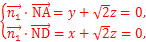 {n₁⃗ · NA⃗ = y + √2z = 0,
n₁⃗ · ND⃗ = x + √2z = 0,